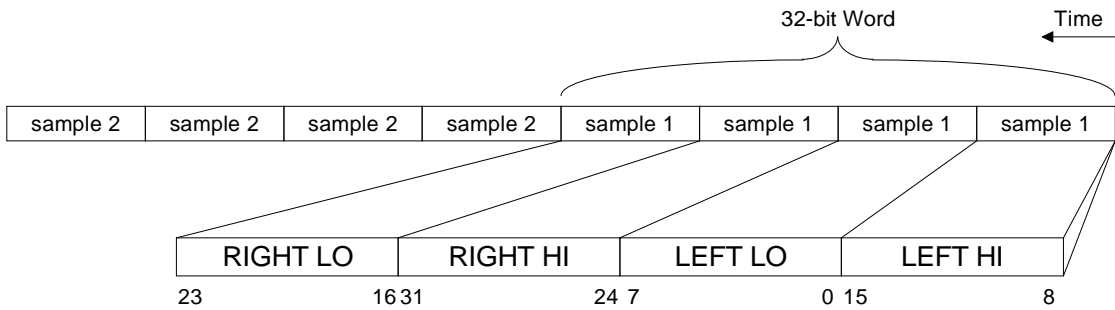 32-bit Word
Time
sample 2 sample 2 sample 2 sample 2 sample 1 sample 1 sample 1 sample 1
RIGHT LO RIGHT HI LEFT LO LEFT HI
23 16 31 24 7 0 15 8